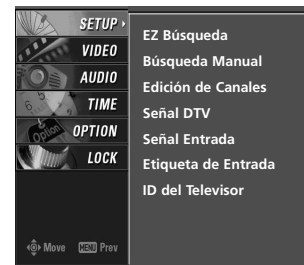 SETUP
VIDEO
AUDIO
TIME
OPTION
LOCK
EZ Búsqueda
Búsqueda Manual
Edición de Canales
Señal DTV
Señal Entrada
Etiqueta de Entrada
ID del Televisor
Move MENU Prev